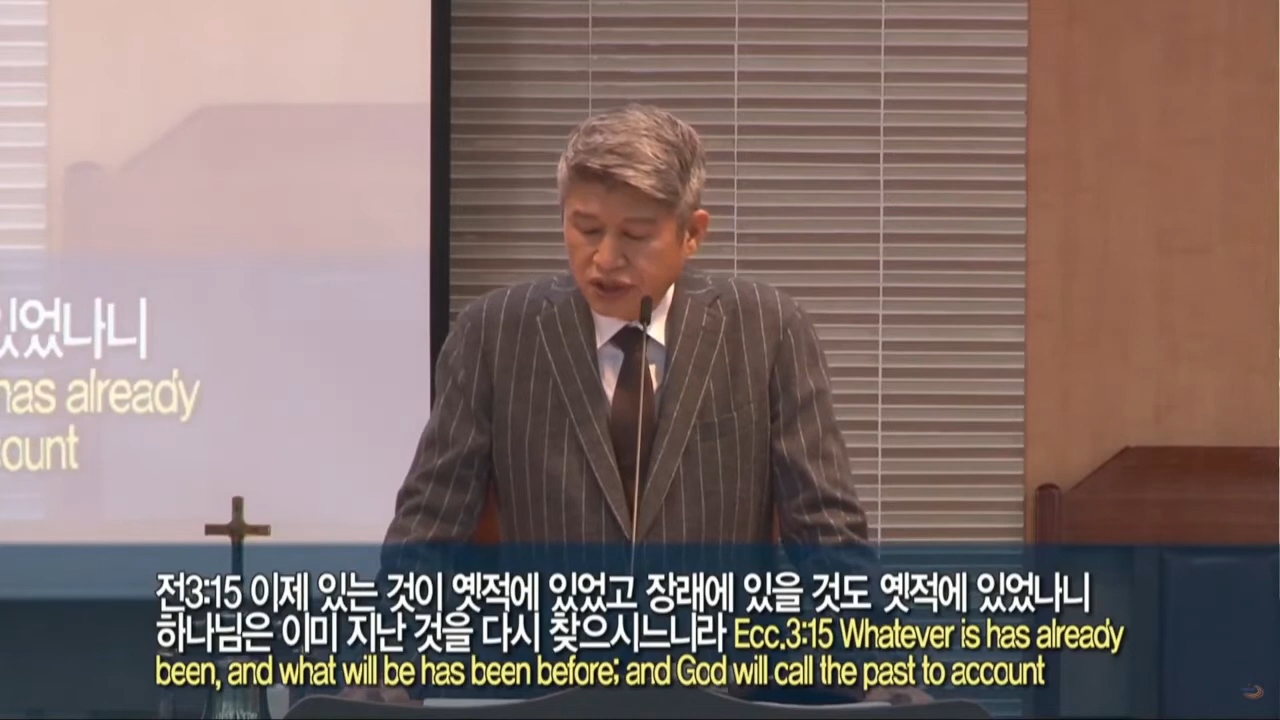 있었나니
has already
count
전3:15 이제 있는 것이 옛적에 있었고 장래에 있을 것도 옛적에 있었나니
하나님은 이미 지난 것을 다시 찾으시느니라 Ecc.3:15 Whatever is has already
been, and what will be has been before; and God will call the past to account